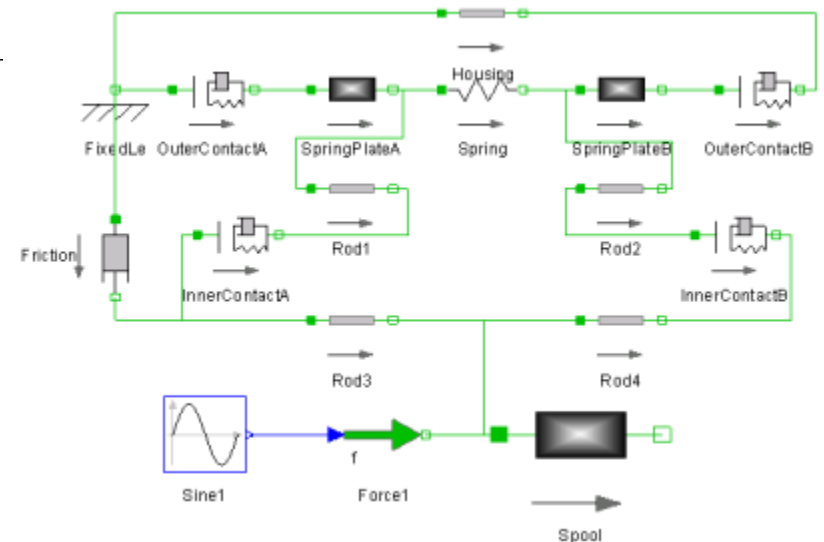 Housing
FixedLe
OuterContactA
SpringPlateA
Spring
SpringPlateB
OuterContactB
Friction
InnerContactA
Rod1
Rod2
InnerContactB
Rod3
Rod4
f
Sine1
Force1
Spool